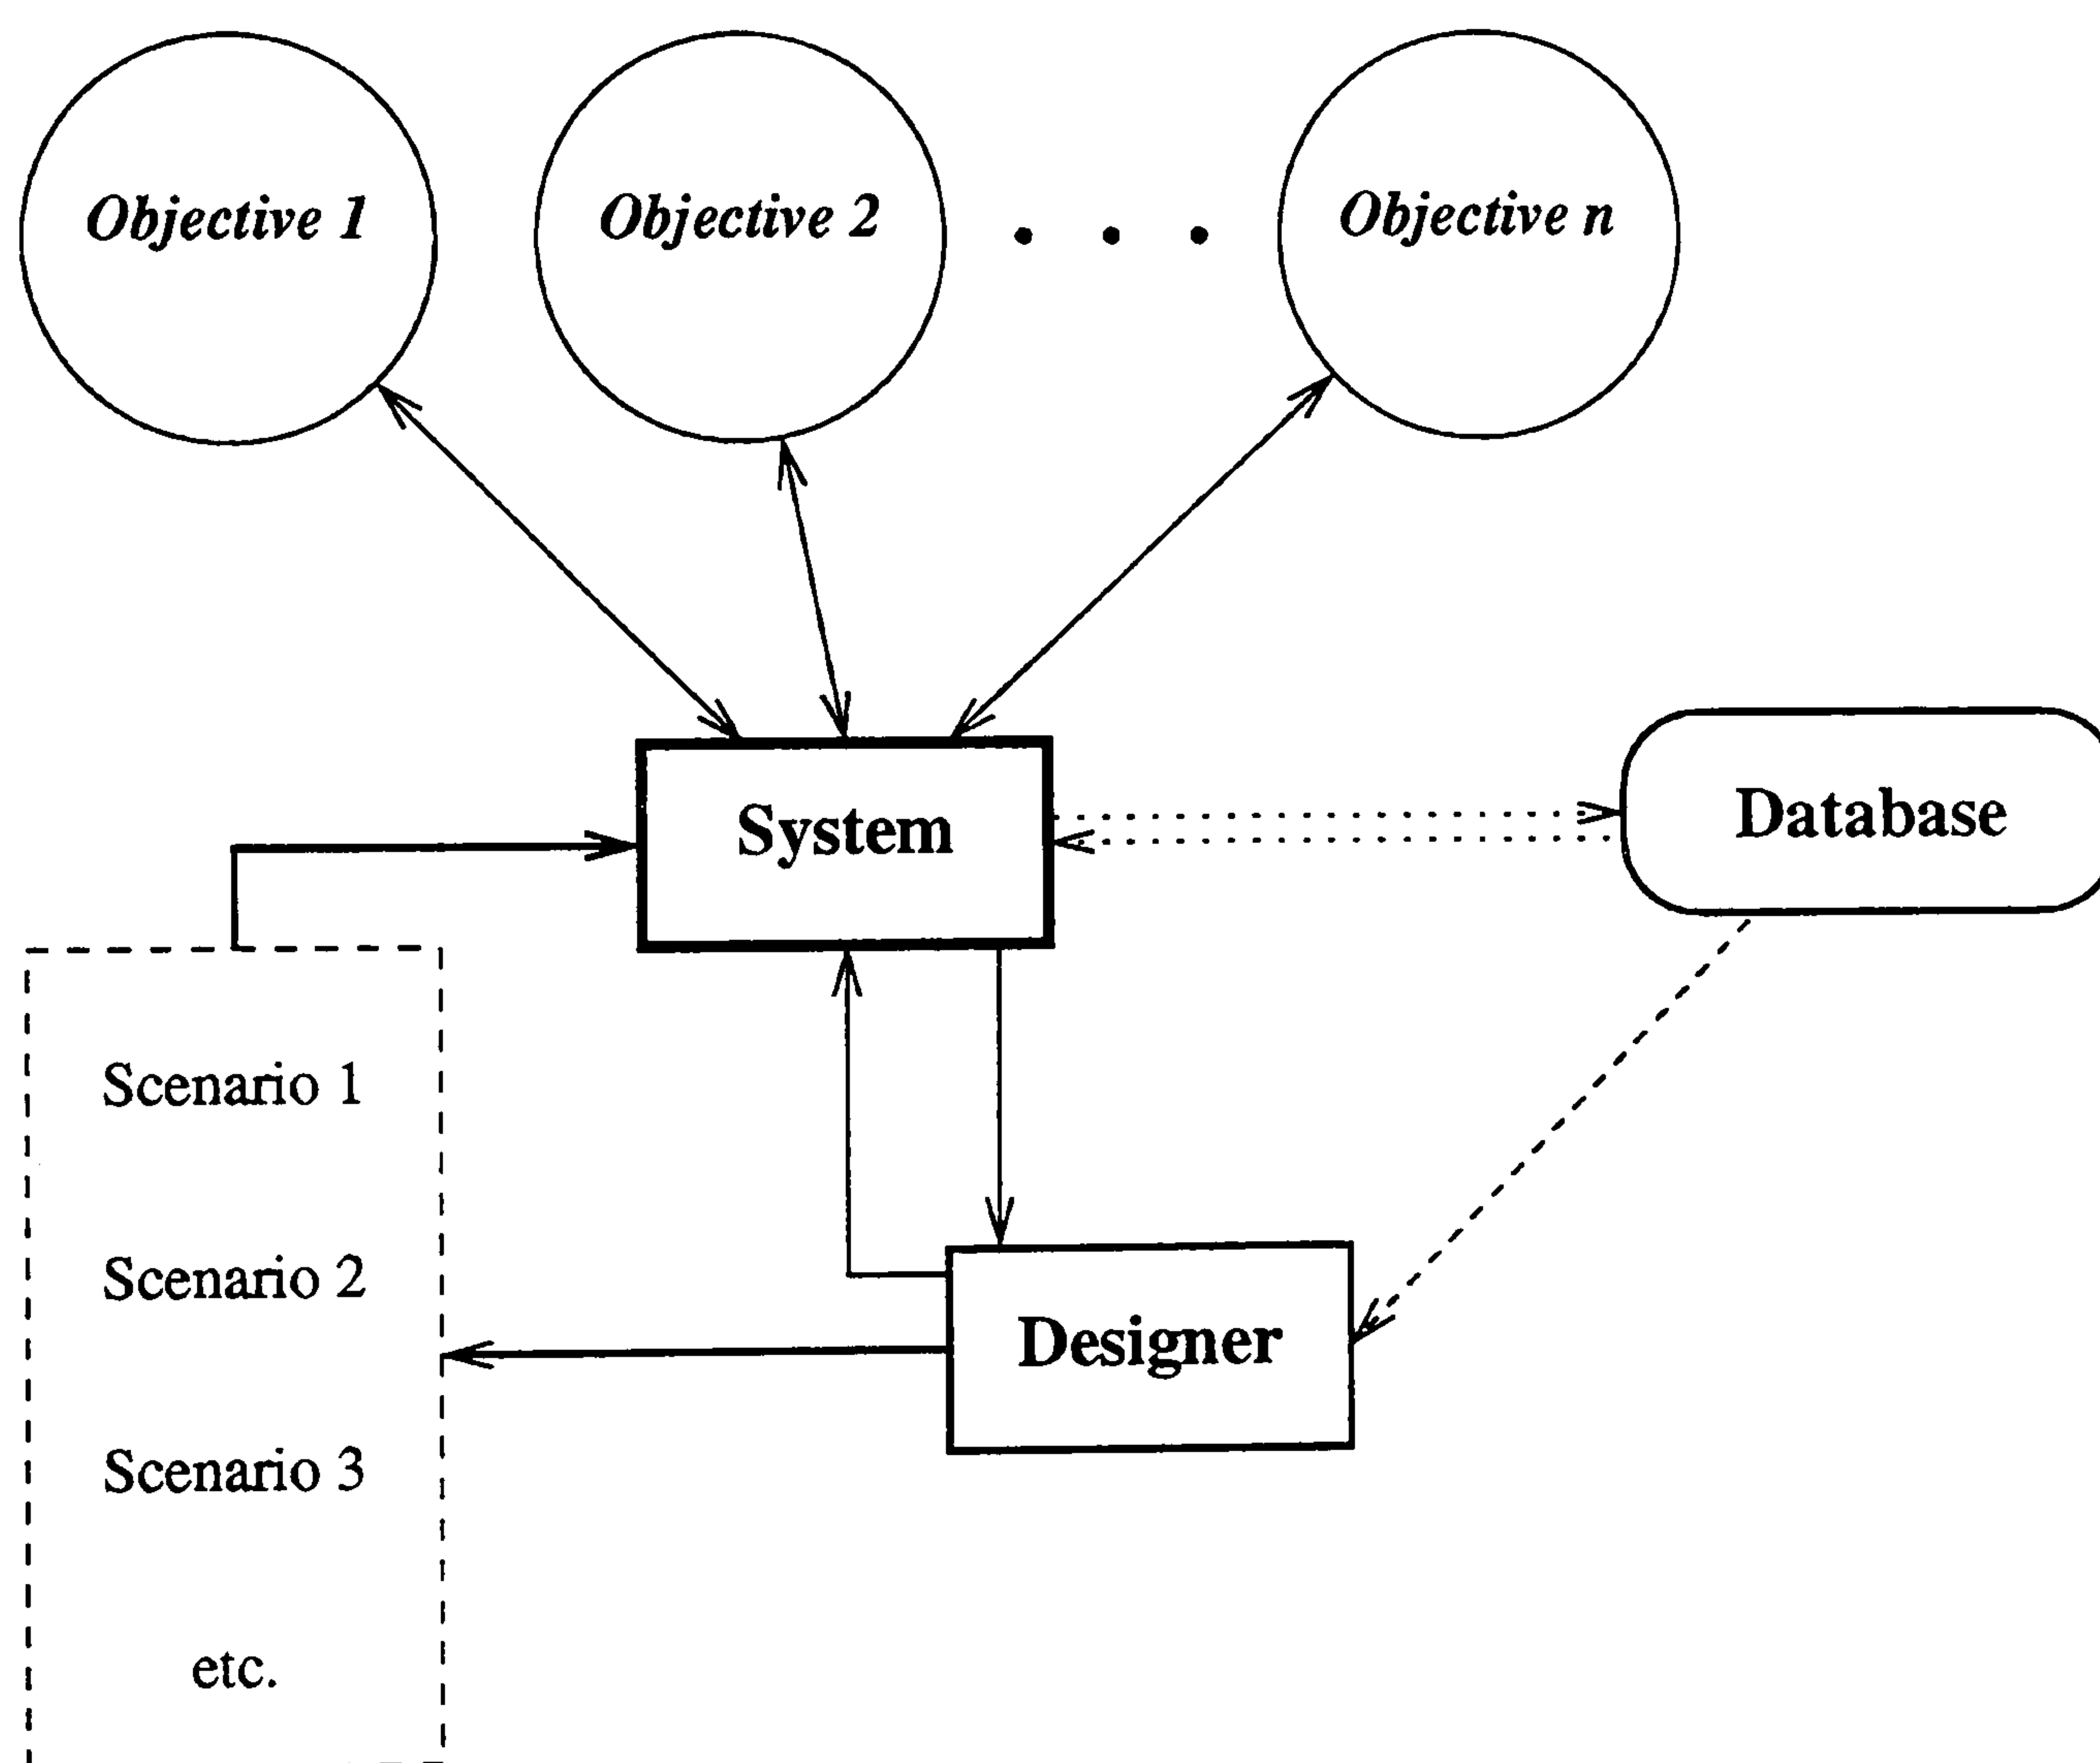 Objective 1
Objective 2
. . .
Objective n
System
Database
Scenario 1
Scenario 2
Designer
Scenario 3
etc.